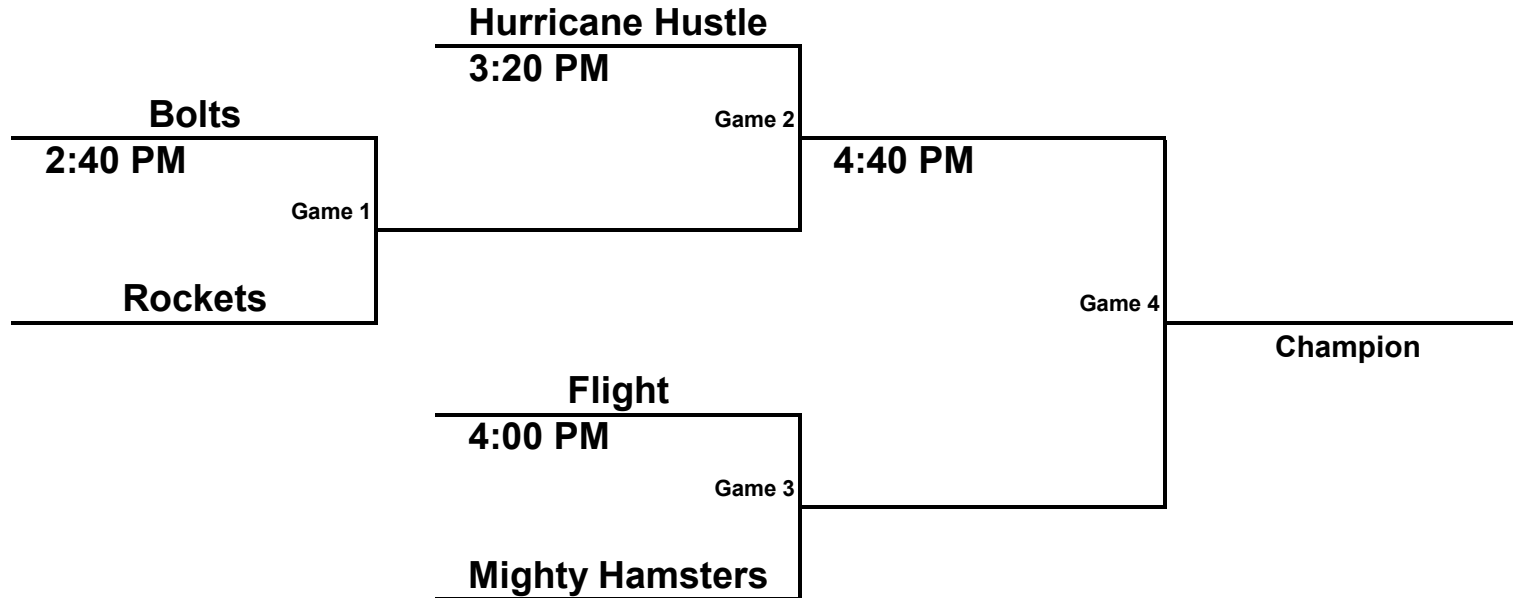 Hurricane Hustle
3:20 PM
Bolts
Game 2
2:40 PM
4:40 PM
Game 1
Rockets
Game 4
Champion
Flight
4:00 PM
Game 3
Mighty Hamsters